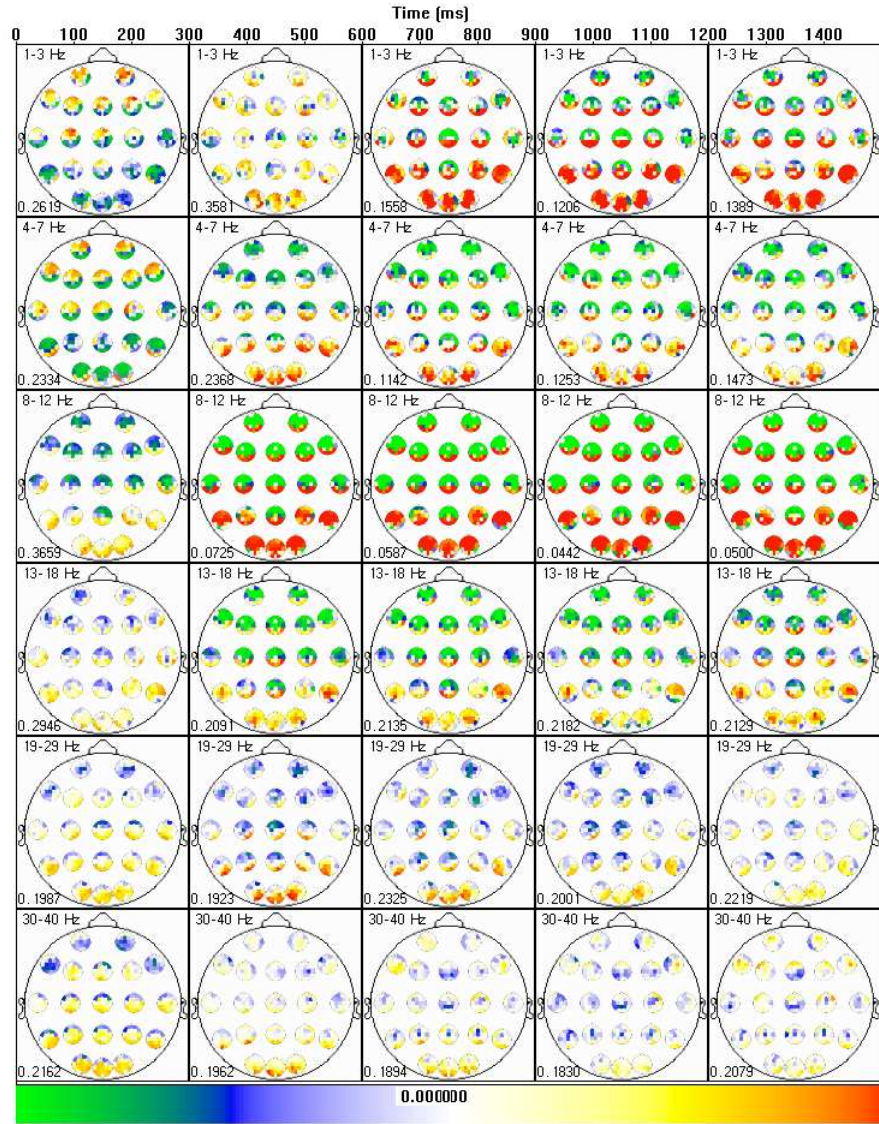 Time (ms)
0 100 200 300 400 500 600 700 800 900 1000 1100 1200 1300 1400
1-3 Hz 1-3 Hz 1-3 Hz 1-3 Hz 1-3 Hz
0.2619 0.3581 0.1558 0.1206 0.1389
4-7 Hz 4-7 Hz 4-7 Hz 4-7 Hz 4-7 Hz
0.2334 0.2368 0.1142 0.1253 0.1473
8-12 Hz 8-12 Hz 8-12 Hz 8-12 Hz 8-12 Hz
0.3659 0.0725 0.0587 0.0442 0.0500
13-18 Hz 13-18 Hz 13-18 Hz 13-18 Hz 13-18 Hz
0.2946 0.2091 0.2135 0.2182 0.2129
19-29 Hz 19-29 Hz 19-29 Hz 19-29 Hz 19-29 Hz
0.1987 0.1923 0.2325 0.2001 0.2219
30-40 Hz 30-40 Hz 30-40 Hz 30-40 Hz 30-40 Hz
0.2162 0.1962 0.1894 0.1830 0.2079
0.000000